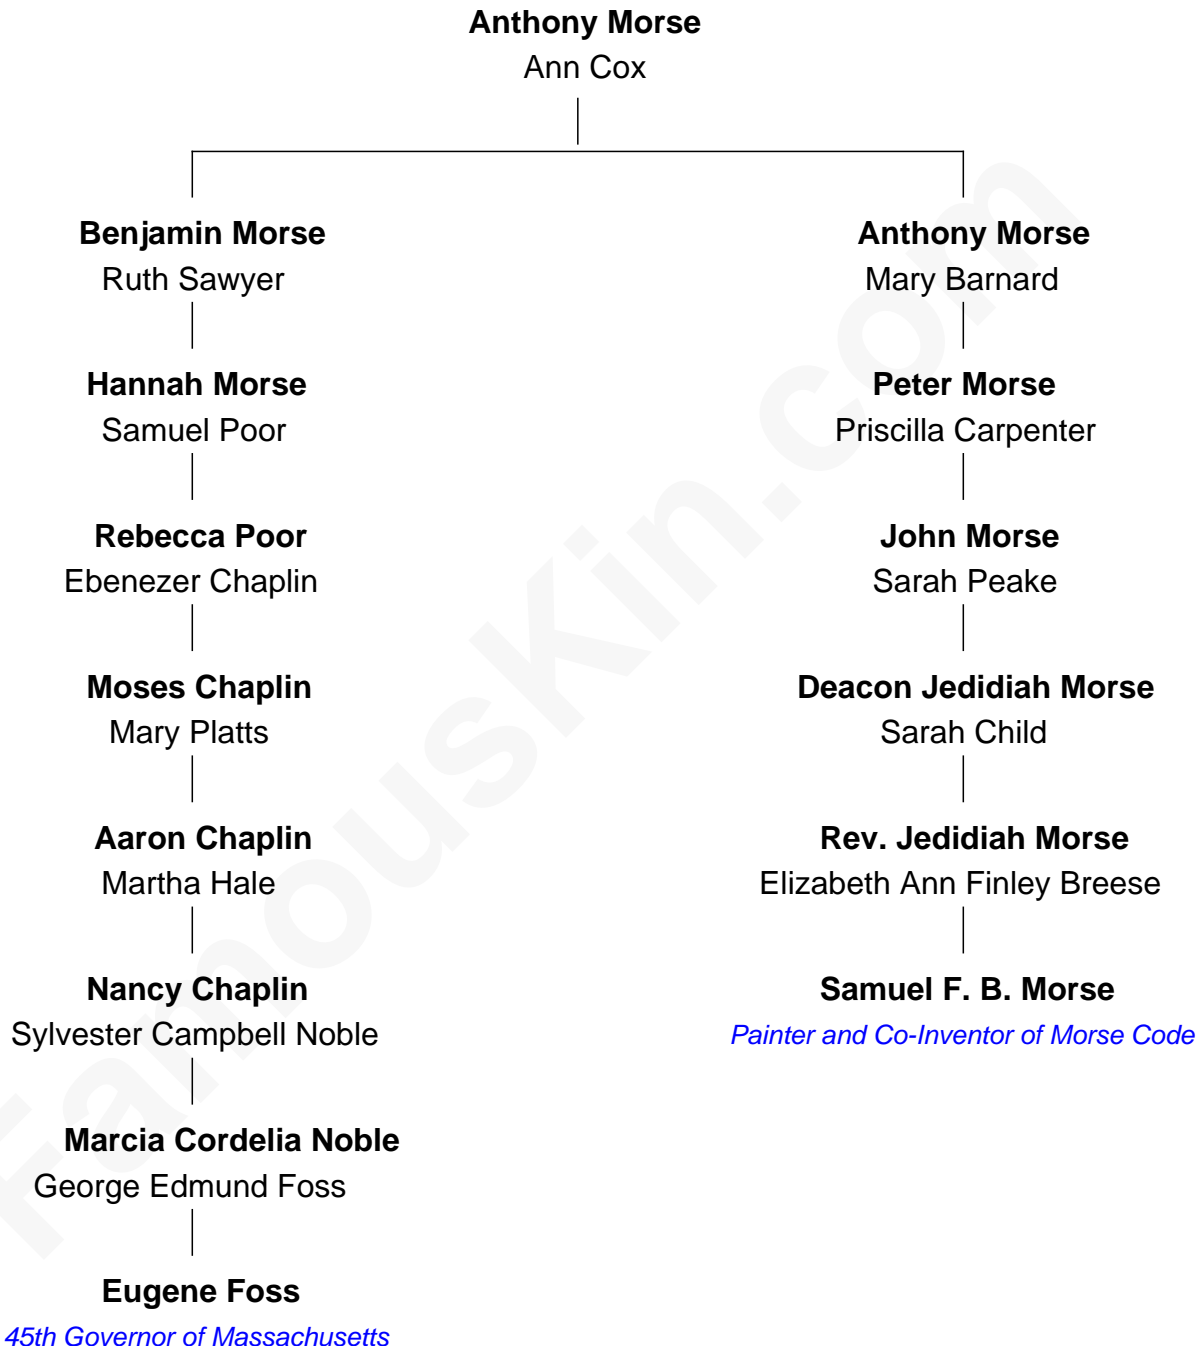 Anthony Morse
Ann Cox
Benjamin Morse
Ruth Sawyer
Hannah Morse
Samuel Poor
Rebecca Poor
Ebenezer Chaplin
Moses Chaplin
Mary Platts
Aaron Chaplin
Martha Hale
Nancy Chaplin
Sylvester Campbell Noble
Marcia Cordelia Noble
George Edmund Foss
Eugene Foss
45th Governor of Massachusetts
Anthony Morse
Mary Barnard
Peter Morse
Priscilla Carpenter
John Morse
Sarah Peake
Deacon Jedidiah Morse
Sarah Child
Rev. Jedidiah Morse
Elizabeth Ann Finley Breese
Samuel F. B. Morse
Painter and Co-Inventor of Morse Code
FamousKin.com